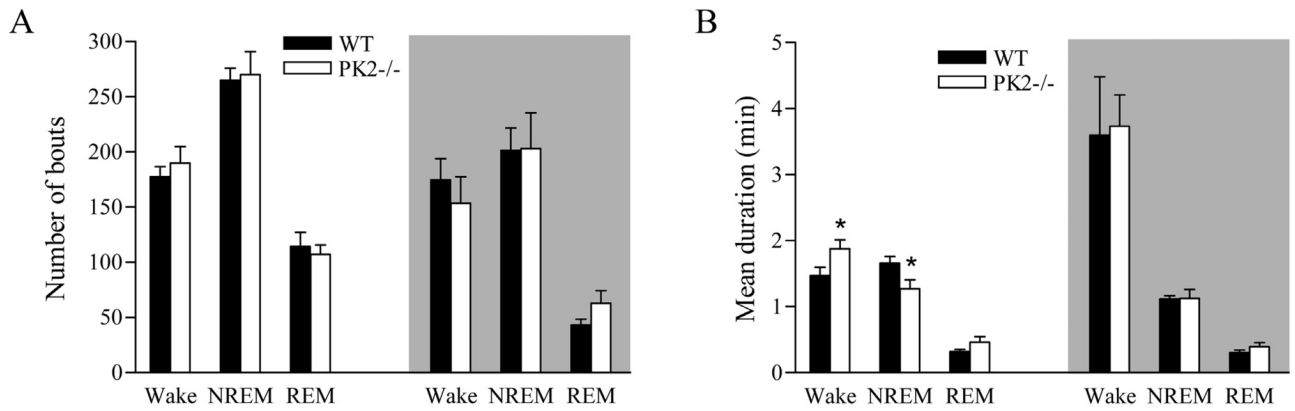 A
Number of bouts
300
250
200
150
100
50
0
WT
PK2-/-
Wake NREM REM
Wake NREM REM
B
Mean duration (min)
5
4
3
2
1
0
WT
PK2-/-
*
*
Wake NREM REM
Wake NREM REM